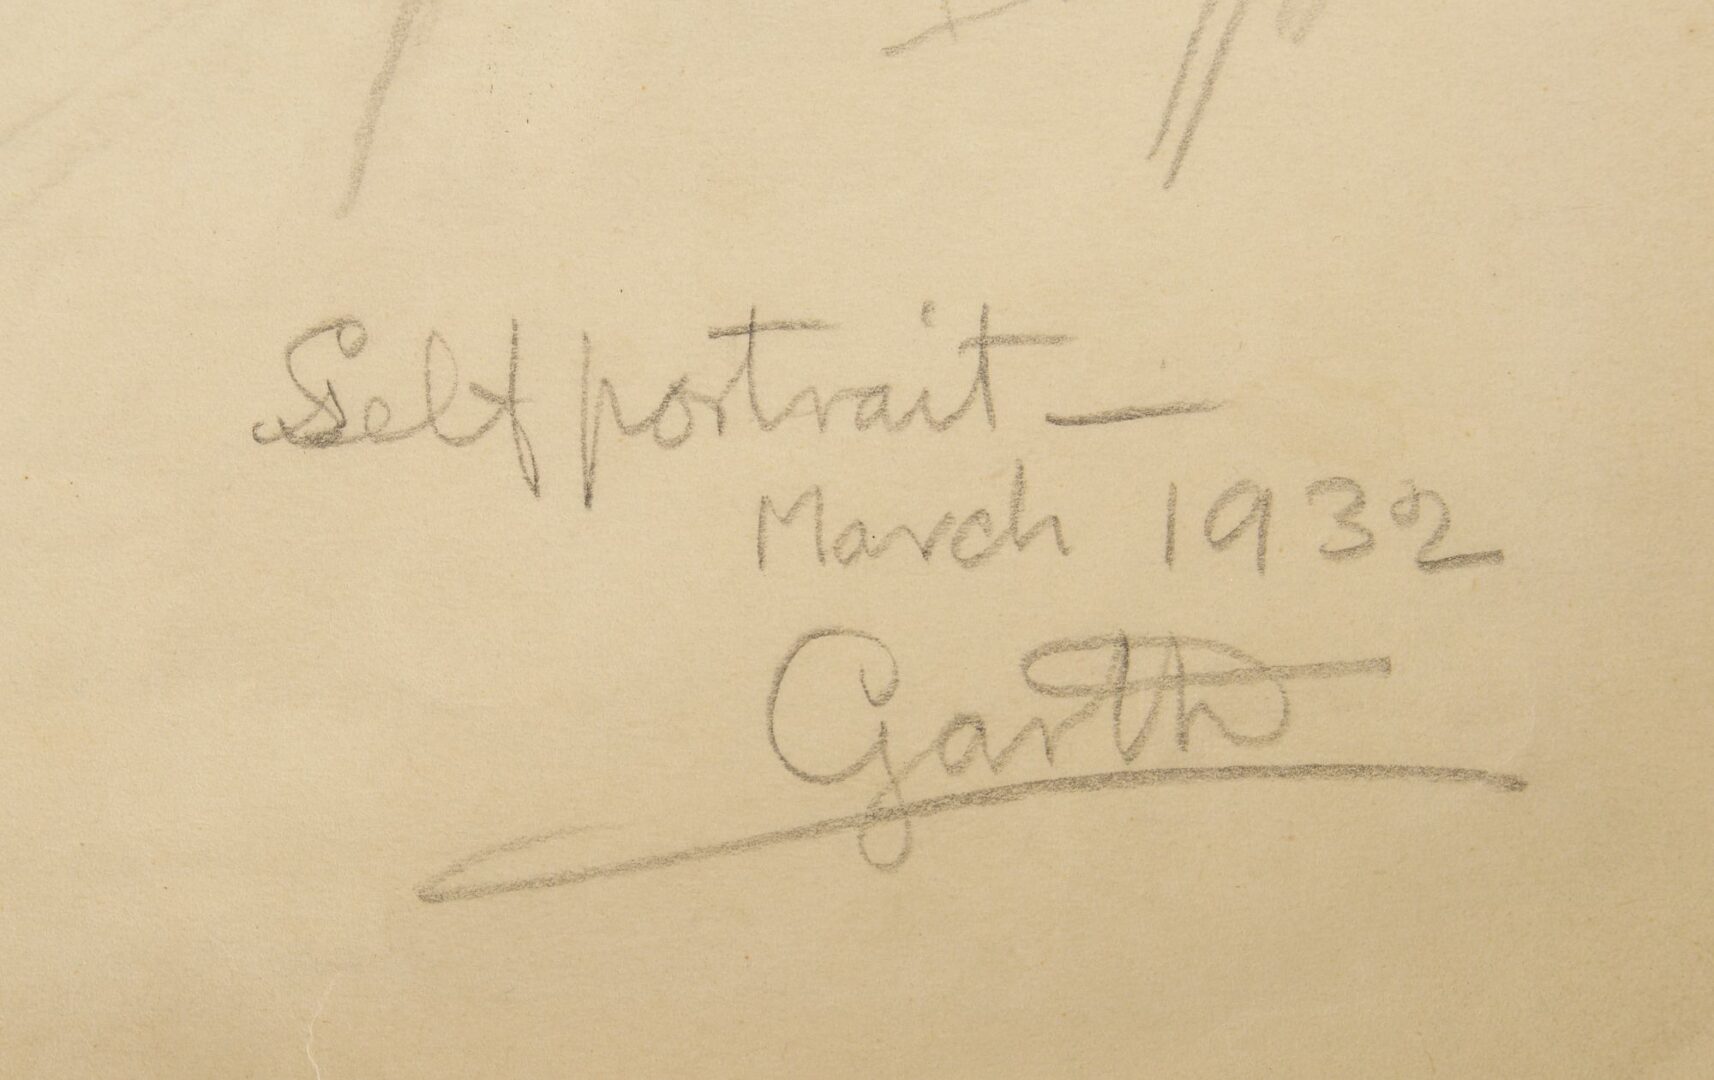 Self portrait —
March 1932
Garth